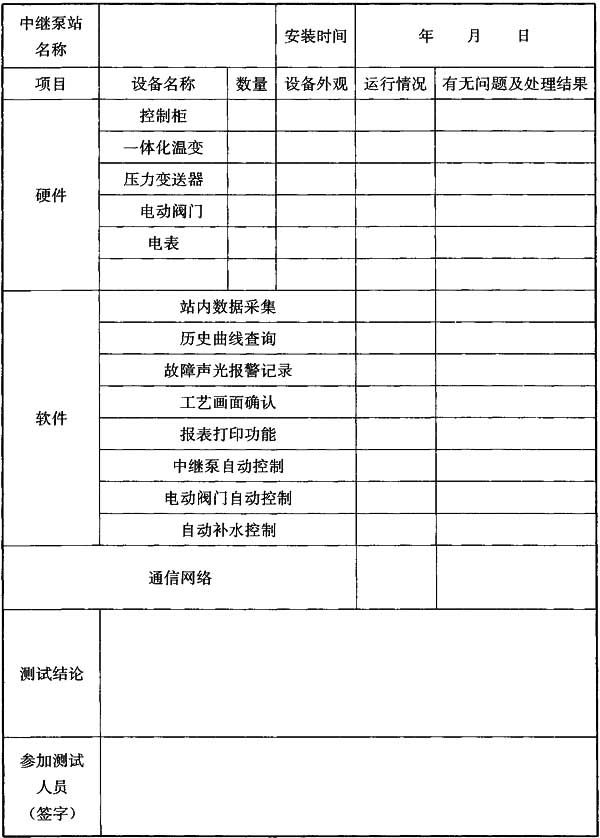 中继泵站
名称
安装时间
年 月 日
项目 设备名称 数量 设备外观 运行情况 有无问题及处理结果
硬件
控制柜
一体化温变
压力变送器
电动阀门
电表
软件
站内数据采集
历史曲线查询
故障声光报警记录
工艺画面确认
报表打印功能
中继泵自动控制
电动阀门自动控制
自动补水控制
通信网络
测试结论
参加测试
人员
（签字）